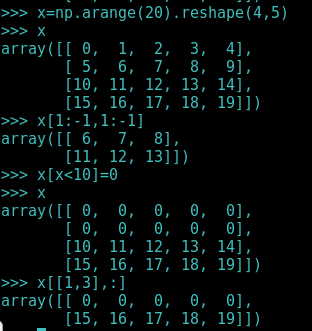 >>> x=np.arange(20).reshape(4,5)
>>> x
array([[ 0,  1,  2,  3,  4],
       [ 5,  6,  7,  8,  9],
       [10, 11, 12, 13, 14],
       [15, 16, 17, 18, 19]])
>>> x[1:-1,1:-1]
array([[ 6,  7,  8],
       [11, 12, 13]])
>>> x[x<10]=0
>>> x
array([[ 0,  0,  0,  0,  0],
       [ 0,  0,  0,  0,  0],
       [10, 11, 12, 13, 14],
       [15, 16, 17, 18, 19]])
>>> x[[1,3],:]
array([[ 0,  0,  0,  0,  0],
       [15, 16, 17, 18, 19]])